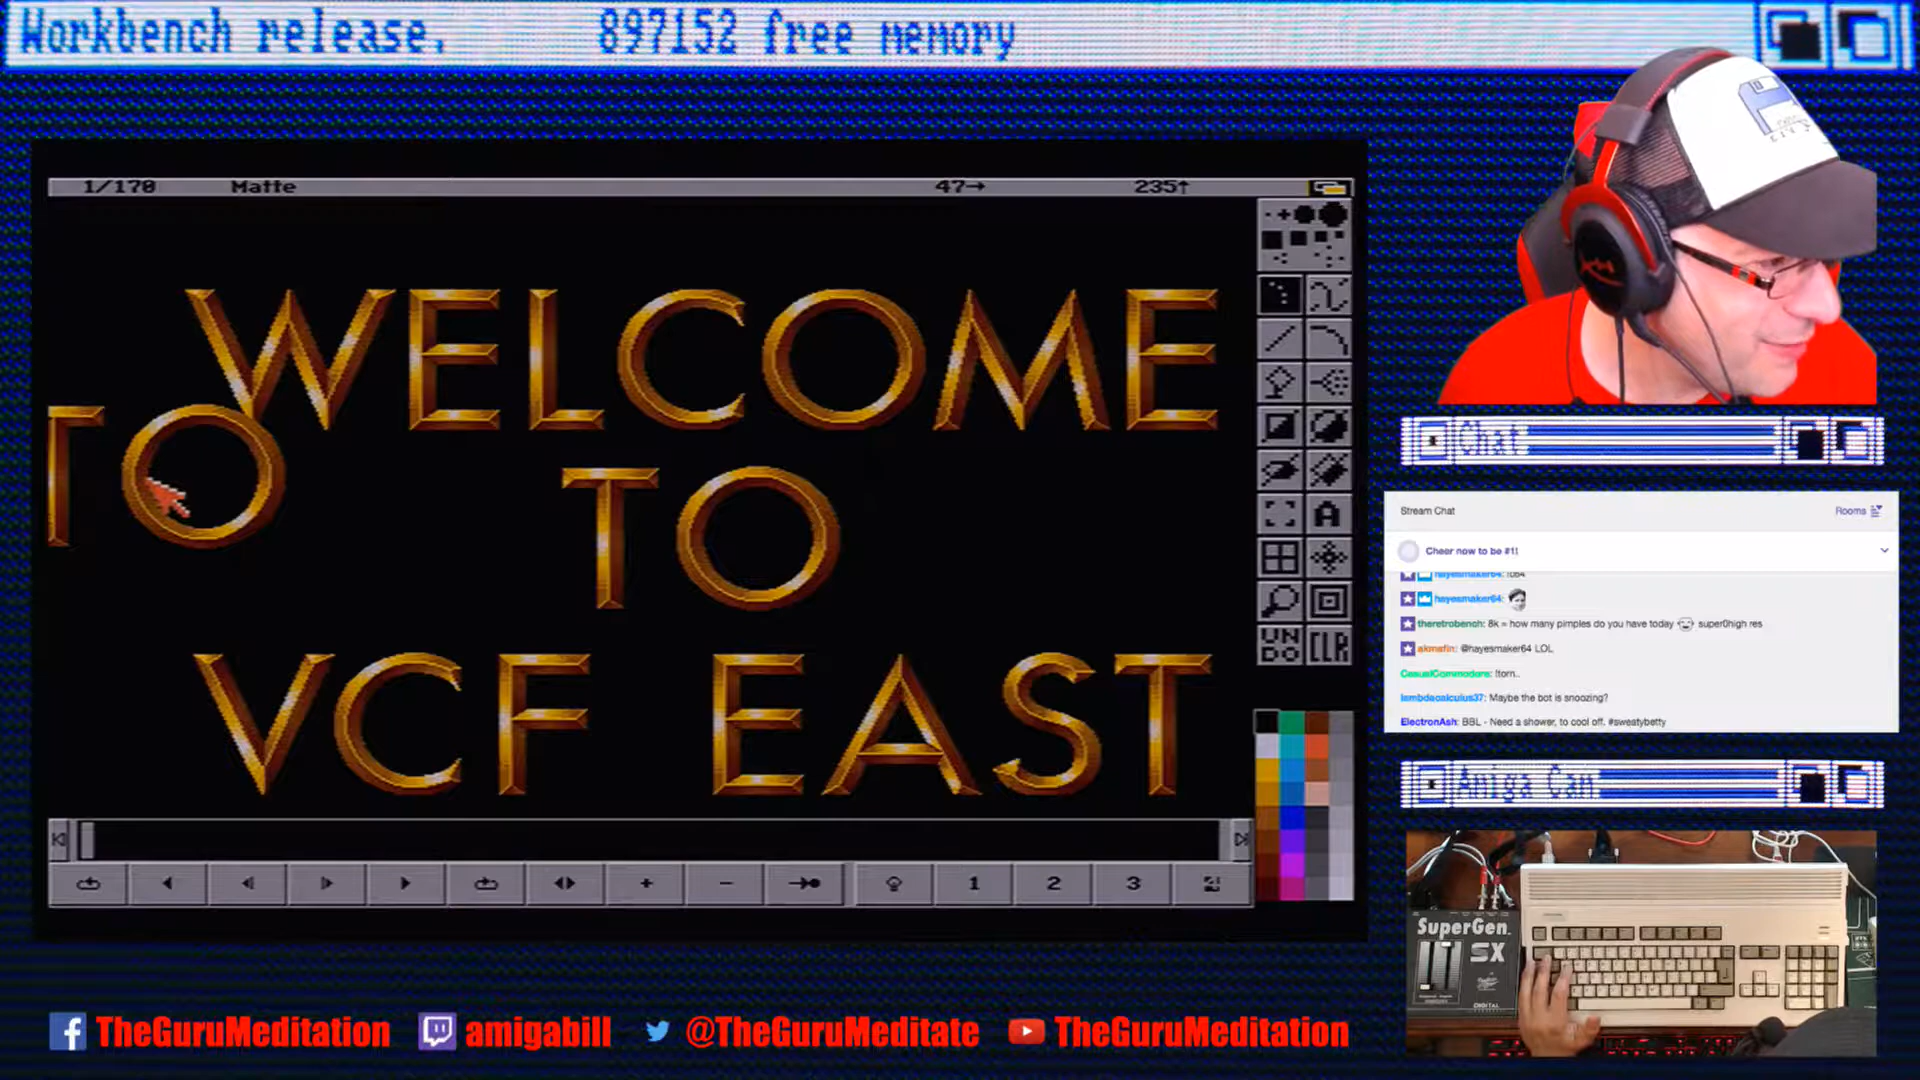 Workbench release. 897152 free memory
1/170 Matte 47→ 235↑
WELCOME
TO
TO
VCF EAST
A
UN
DO
CLR
1 2 3
Chat
Stream Chat Rooms
Cheer now to be #1!
hayesmaker64:
hayesmaker64:
theretrobench: 8k = how many pimples do you have today super0high res
akmafin: @hayesmaker64 LOL
CasualCommodore: !torn..
lambdacalculus37: Maybe the bot is snoozing?
ElectronAsh: BBL - Need a shower, to cool off. #sweatybetty
Amiga Cam
SuperGen
SX
DIGITAL
TheGuruMeditation amigabill @TheGuruMeditate TheGuruMeditation